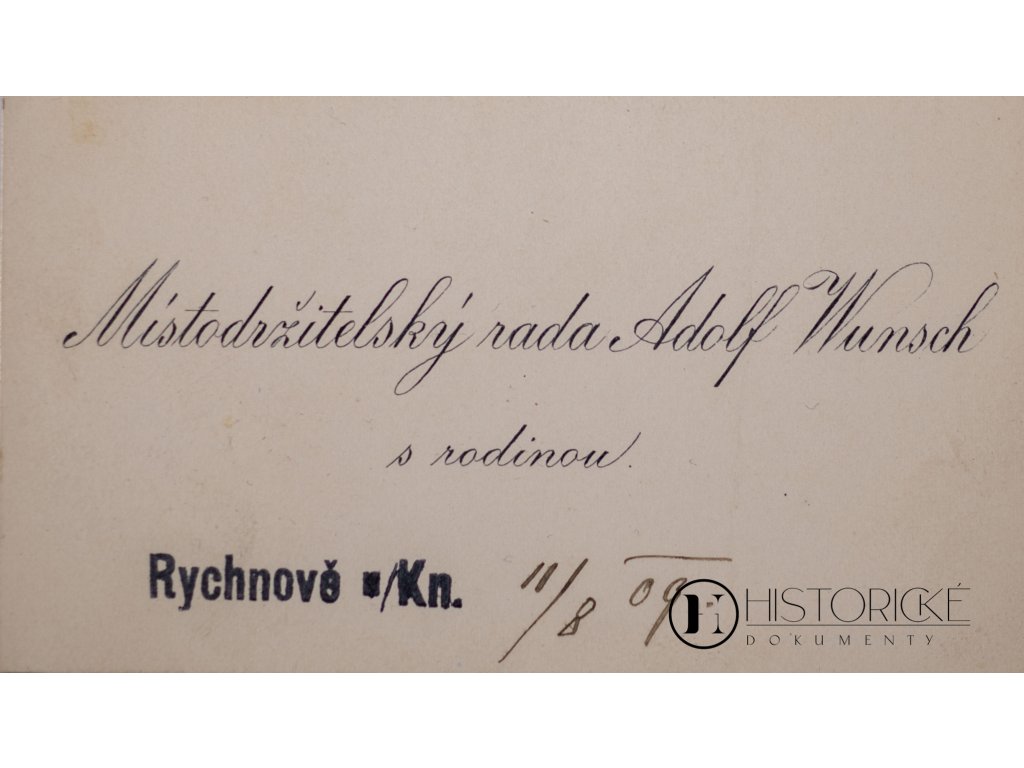 Místodržitelský rada Adolf Wunsch
s rodinou.
Rychnově n/Kn. 11/8 09.
HISTORICKÉ
DOKUMENTY